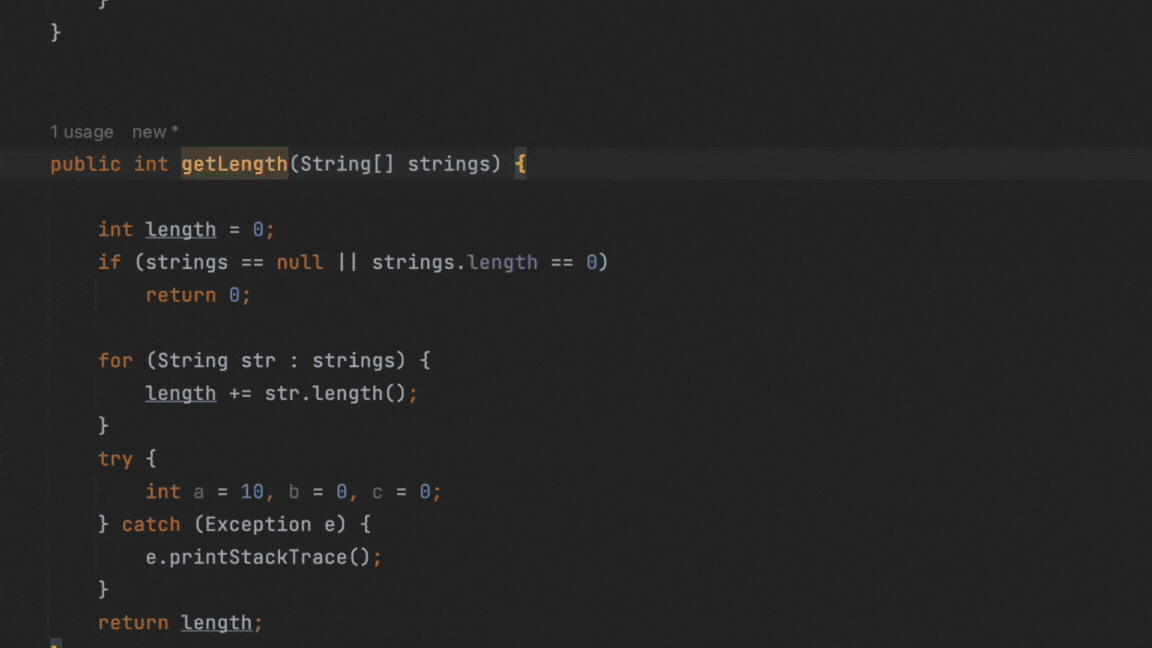 }
}
1 usage new *
public int getLength(String[] strings) {
int length = 0;
if (strings == null || strings.length == 0)
return 0;
for (String str : strings) {
length += str.length();
}
try {
int a = 10, b = 0, c = 0;
} catch (Exception e) {
e.printStackTrace();
}
return length;
}